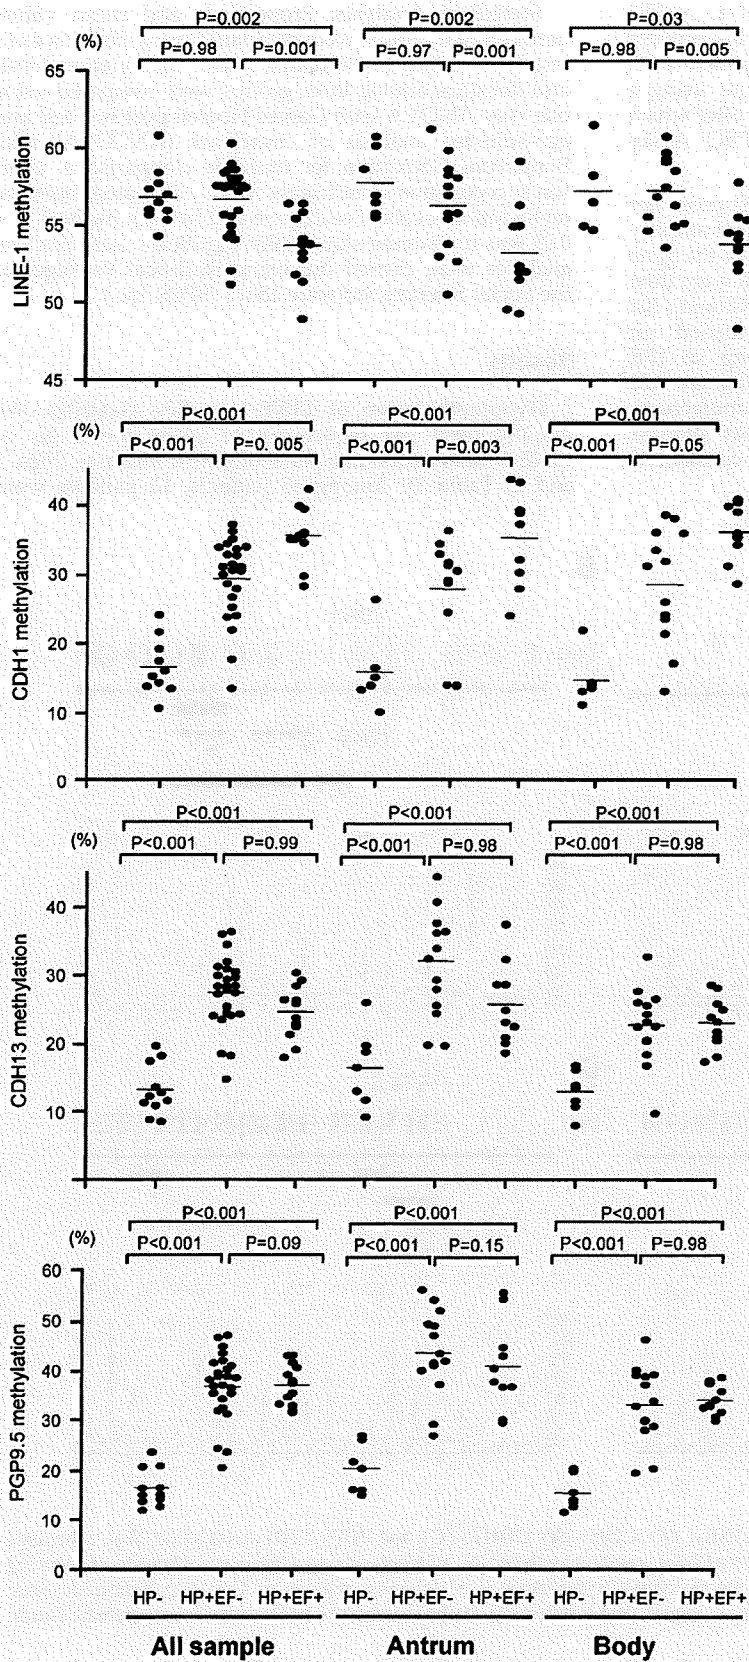 P=0.002 P=0.002 P=0.03
(%) P=0.98 P=0.001 P=0.97 P=0.001 P=0.98 P=0.005
65
60
55
50
45
LINE-1 methylation
P<0.001 P<0.001 P<0.001
(%) P<0.001 P=0.005 P<0.001 P=0.003 P<0.001 P=0.05
40
30
20
10
0
CDH1 methylation
P<0.001 P<0.001 P<0.001
(%) P<0.001 P=0.99 P<0.001 P=0.98 P<0.001 P=0.98
40
30
20
10
CDH13 methylation
P<0.001 P<0.001 P<0.001
(%) P<0.001 P=0.09 P<0.001 P=0.15 P<0.001 P=0.98
60
50
40
30
20
10
0
PGP9.5 methylation
HP- HP+EF- HP+EF+ HP- HP+EF- HP+EF+ HP- HP+EF- HP+EF+
All sample Antrum Body